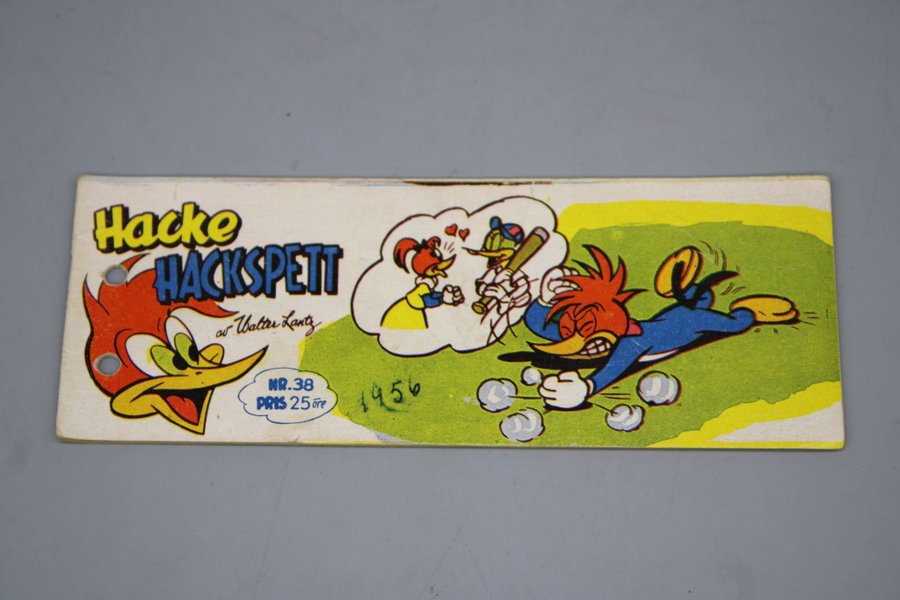 Hacke
HACKSPETT
av Walter Lantz
NR. 38
PRIS 25 öre
1956